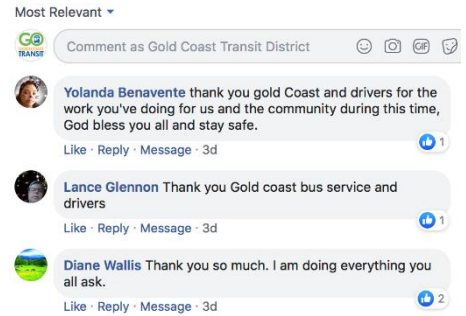 Most Relevant
GO
TRANSIT
Comment as Gold Coast Transit District
GIF
Yolanda Benavente thank you gold Coast and drivers for the
work you've doing for us and the community during this time,
God bless you all and stay safe.
1
Like · Reply · Message · 3d
Lance Glennon Thank you Gold coast bus service and
drivers
1
Like · Reply · Message · 3d
Diane Wallis Thank you so much. I am doing everything you
all ask.
2
Like · Reply · Message · 3d